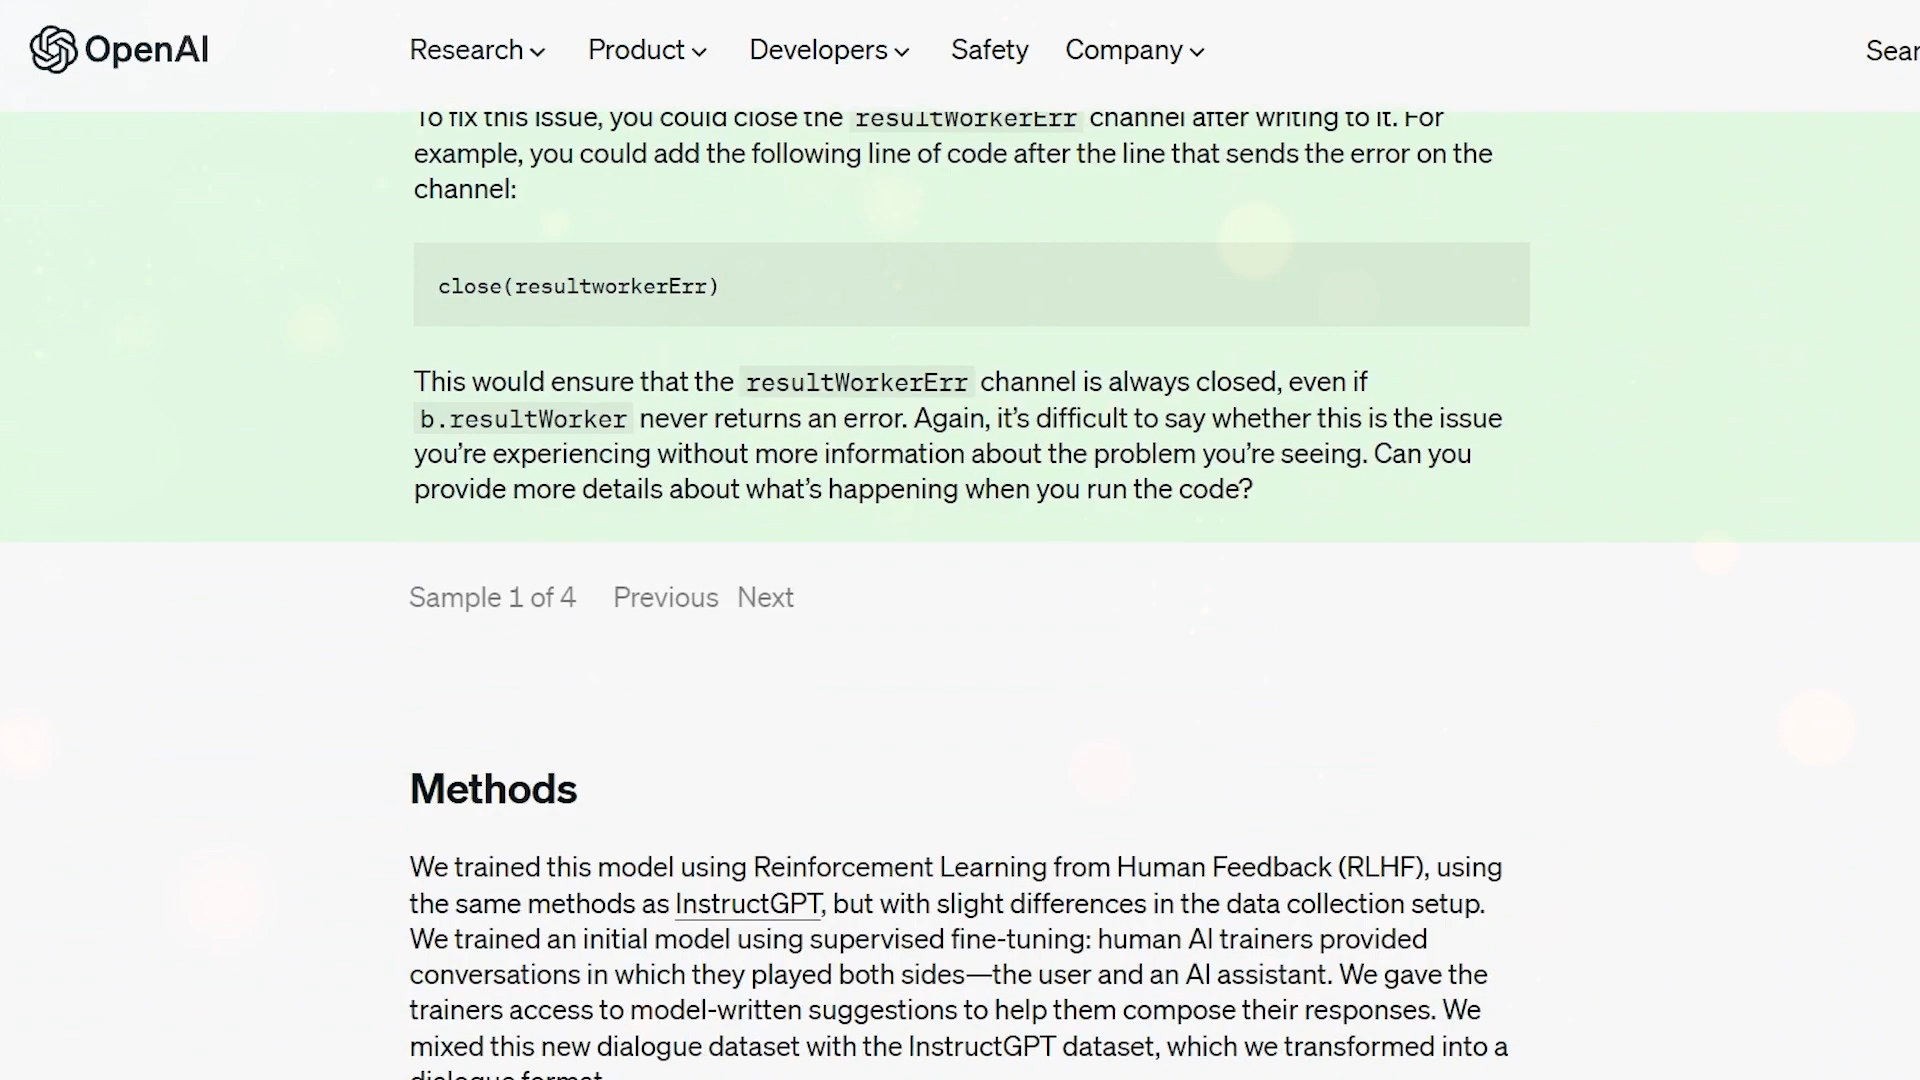 OpenAI
Research
Product
Developers
Safety
Company
Sear
To fix this issue, you could close the resultWorkerErr channel after writing to it. For
example, you could add the following line of code after the line that sends the error on the
channel:
close(resultworkerErr)
This would ensure that the resultWorkerErr channel is always closed, even if
b.resultWorker never returns an error. Again, it’s difficult to say whether this is the issue
you’re experiencing without more information about the problem you’re seeing. Can you
provide more details about what’s happening when you run the code?
Sample 1 of 4 Previous Next
Methods
We trained this model using Reinforcement Learning from Human Feedback (RLHF), using
the same methods as InstructGPT, but with slight differences in the data collection setup.
We trained an initial model using supervised fine-tuning: human AI trainers provided
conversations in which they played both sides—the user and an AI assistant. We gave the
trainers access to model-written suggestions to help them compose their responses. We
mixed this new dialogue dataset with the InstructGPT dataset, which we transformed into a
dialogue format.